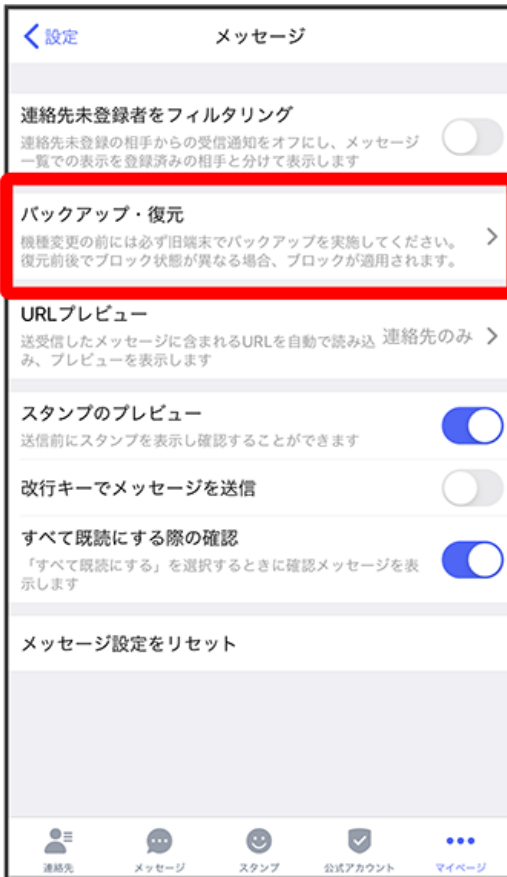 設定
メッセージ
連絡先未登録者をフィルタリング
連絡先未登録の相手からの受信通知をオフにし、メッセージ
一覧での表示を登録済みの相手と分けて表示します
バックアップ・復元
機種変更の前には必ず旧端末でバックアップを実施してください。
復元前後でブロック状態が異なる場合、ブロックが適用されます。
URLプレビュー
送受信したメッセージに含まれるURLを自動で読み込
み、プレビューを表示します
連絡先のみ
スタンプのプレビュー
送信前にスタンプを表示し確認することができます
改行キーでメッセージを送信
すべて既読にする際の確認
「すべて既読にする」を選択するときに確認メッセージを表
示します
メッセージ設定をリセット
連絡先
メッセージ
スタンプ
公式アカウント
マイページ